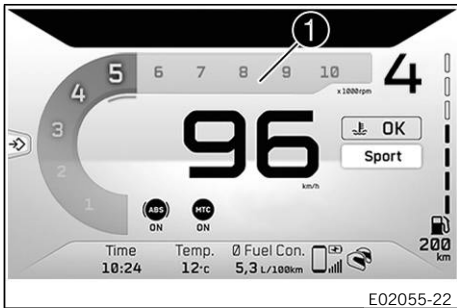 1
5 6 7 8 9 10
x 1000rpm
4
4
3
2
1
96
km/h
OK
Sport
(ABS)
ON
MTC
ON
200
km
Time
10:24
Temp.
12°C
Ø Fuel Con.
5,3 L/100km
E02055-22